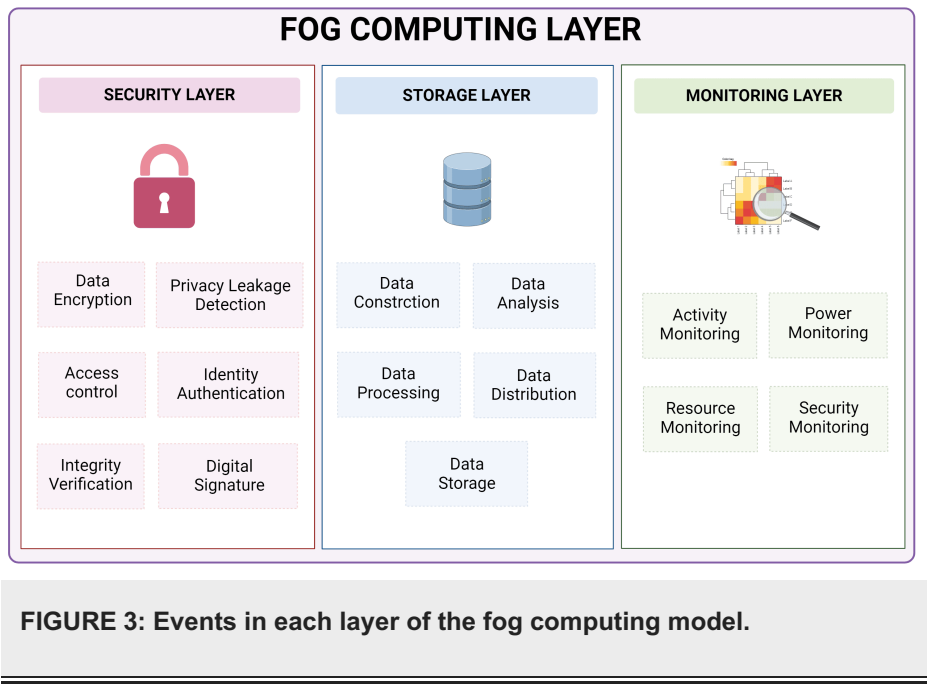 FOG COMPUTING LAYER
SECURITY LAYER
Data
Encryption
Privacy Leakage
Detection
Access
control
Identity
Authentication
Integrity
Verification
Digital
Signature
STORAGE LAYER
Data
Constrction
Data
Analysis
Data
Processing
Data
Distribution
Data
Storage
MONITORING LAYER
Activity
Monitoring
Power
Monitoring
Resource
Monitoring
Security
Monitoring
FIGURE 3: Events in each layer of the fog computing model.